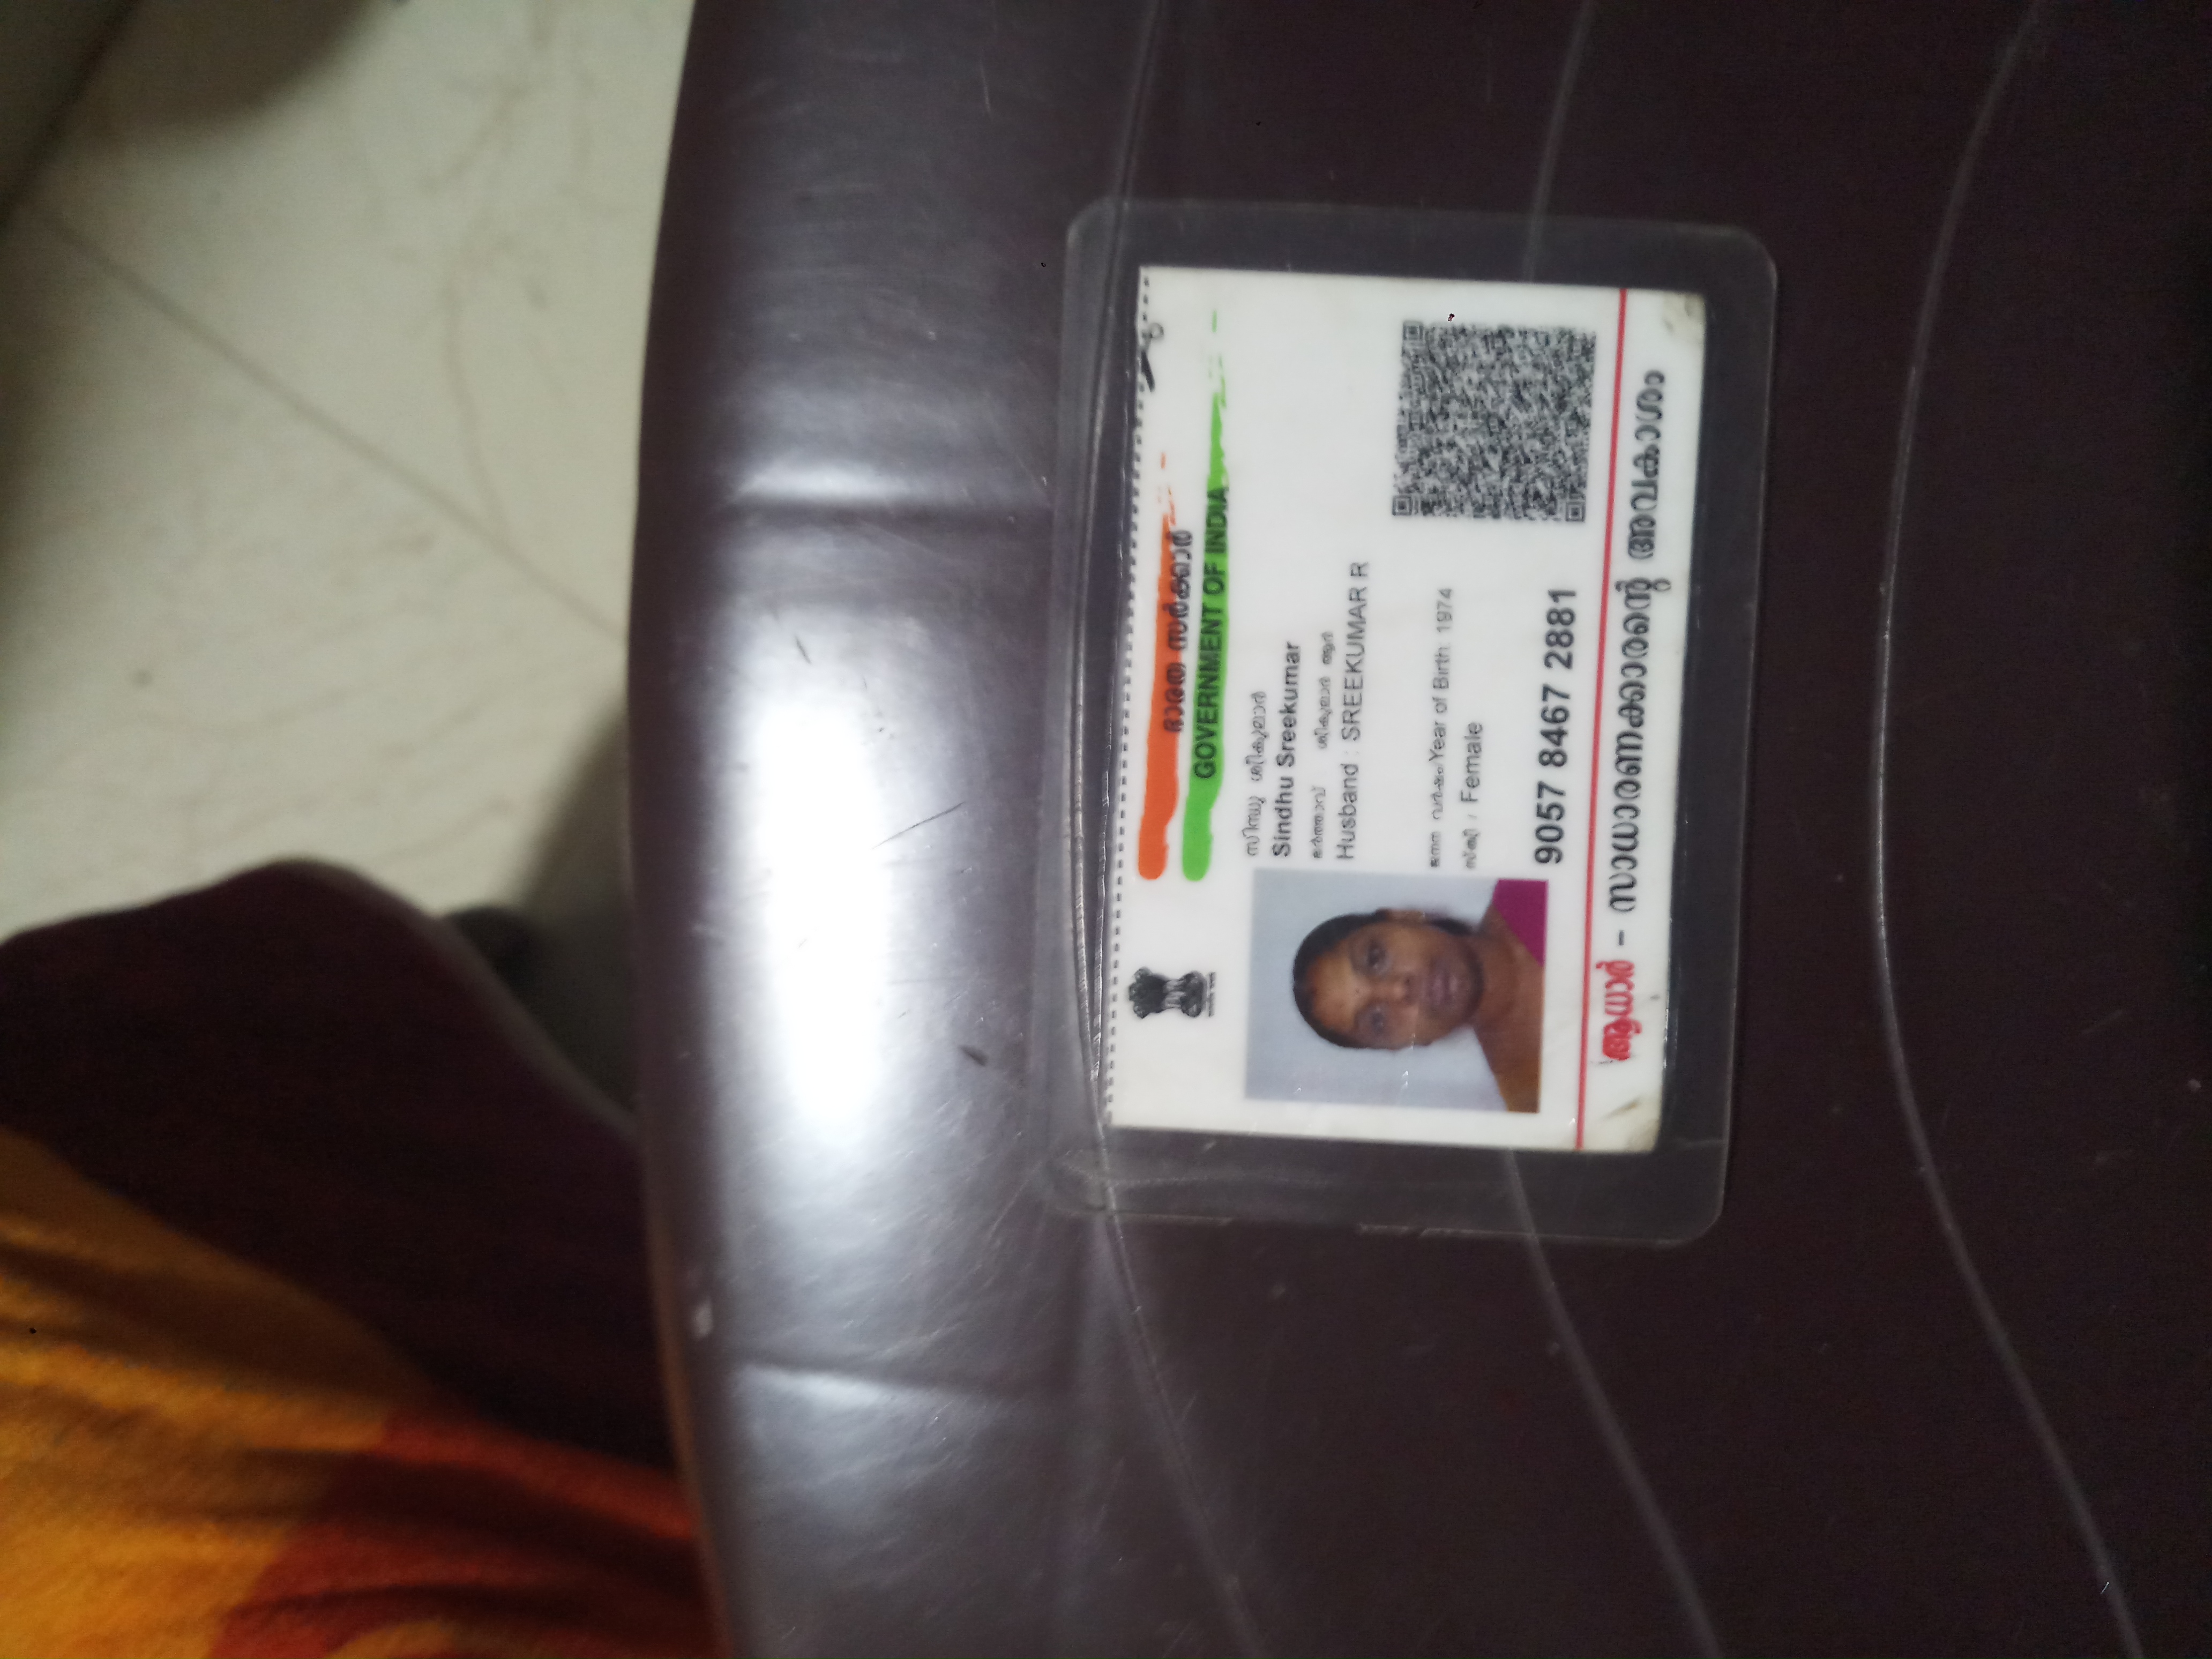 ഭാരത സർക്കാർ
GOVERNMENT OF INDIA
സിന്ധു ശ്രീകുമാർ
Sindhu Sreekumar
ഭർത്താവ് ശ്രീകുമാർ ആർ
Husband : SREEKUMAR R
ജനന വർഷം/Year of Birth 1974
സ്ത്രീ / Female
9057 8467 2881
ആധാർ - സാധാരണക്കാരന്റെ അവകാശം